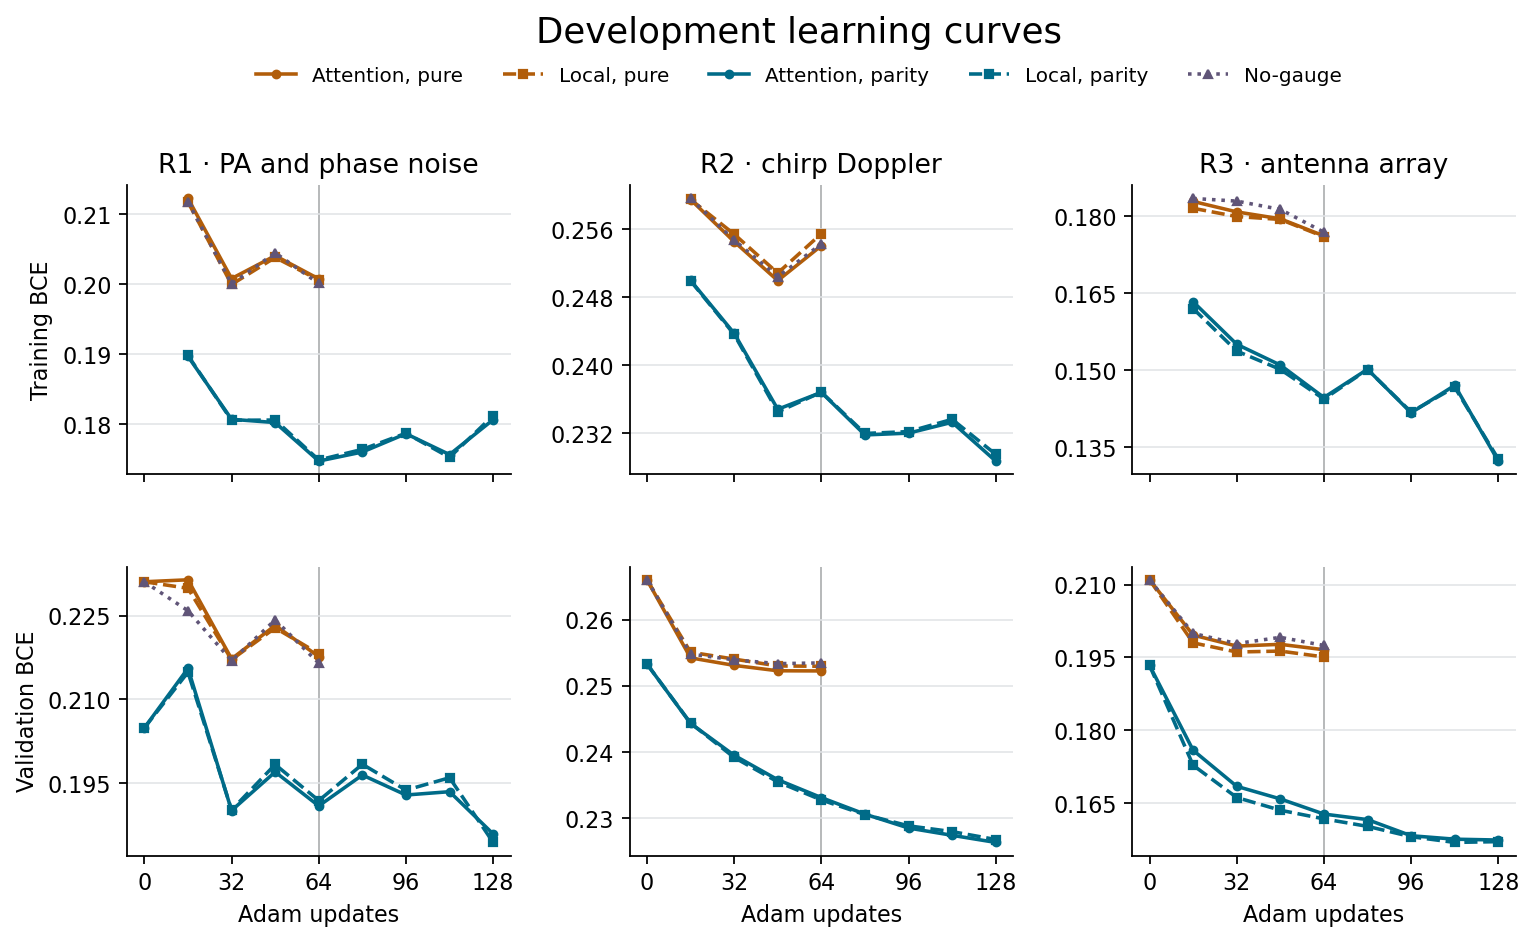 Development learning curves
Attention, pure
Local, pure
Attention, parity
Local, parity
No-gauge
R1 · PA and phase noise
R2 · chirp Doppler
R3 · antenna array
Training BCE
0.21
0.20
0.19
0.18
0.256
0.248
0.240
0.232
0.180
0.165
0.150
0.135
Validation BCE
0.225
0.210
0.195
0.26
0.25
0.24
0.23
0.210
0.195
0.180
0.165
0 32 64 96 128
0 32 64 96 128
0 32 64 96 128
Adam updates
Adam updates
Adam updates